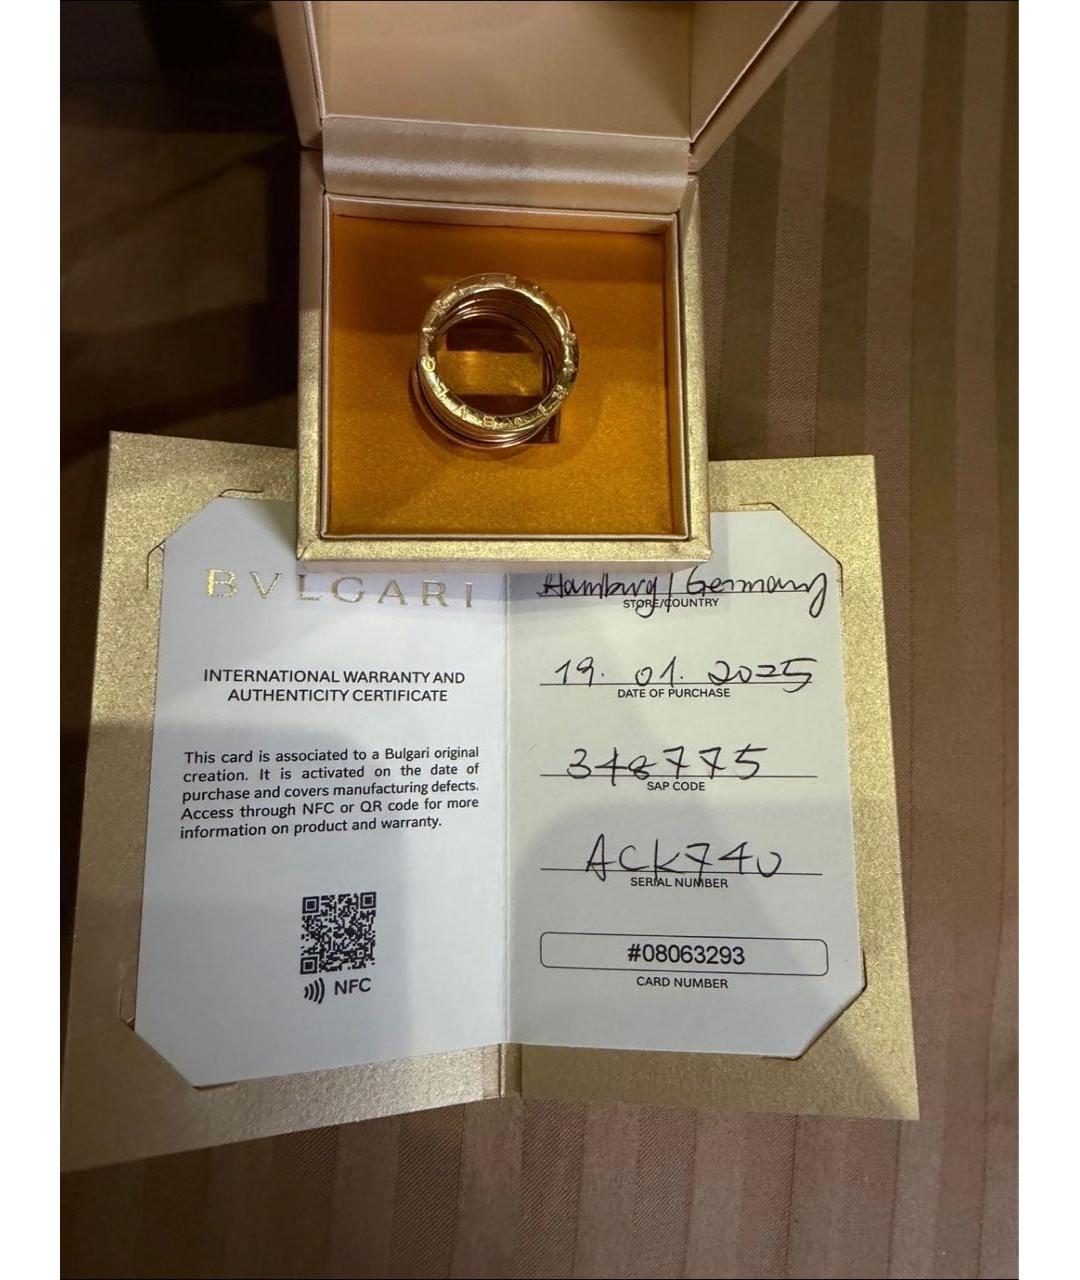 BVLGARI
INTERNATIONAL WARRANTY AND
AUTHENTICITY CERTIFICATE
This card is associated to a Bulgari original
creation. It is activated on the date of
purchase and covers manufacturing defects.
Access through NFC or QR code for more
information on product and warranty.
NFC
Hamburg / Germany
STORE/COUNTRY
19. 01. 2025
DATE OF PURCHASE
348775
SAP CODE
ACK740
SERIAL NUMBER
#08063293
CARD NUMBER